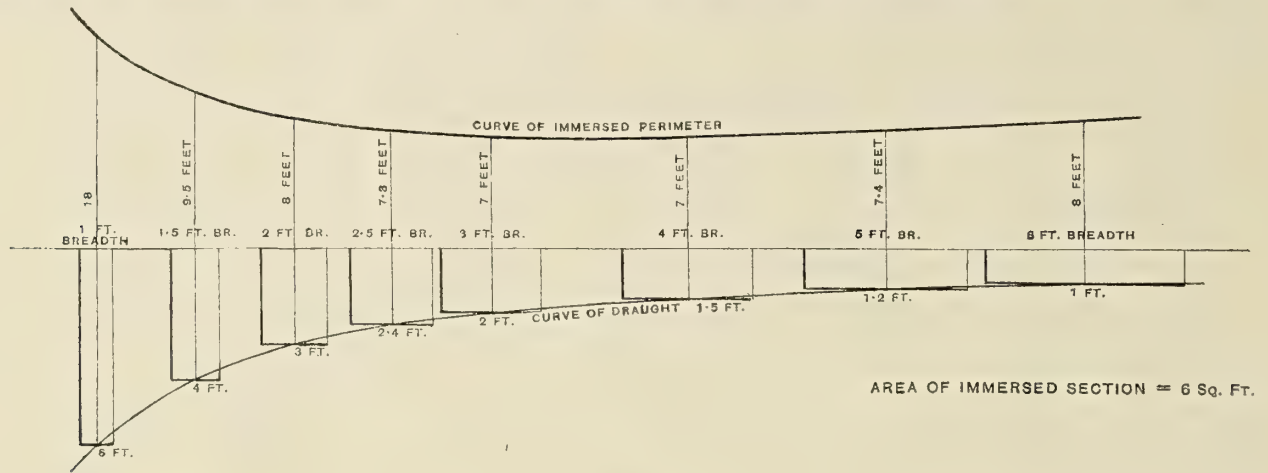 CURVE OF IMMERSED PERIMETER
18
9·5 FEET
8 FEET
7·3 FEET
7 FEET
7 FEET
7·4 FEET
8 FEET
1 FT.
BREADTH
1·5 FT. BR.
2 FT. BR.
2·5 FT. BR.
3 FT. BR.
4 FT. BR.
5 FT. BR.
6 FT. BREADTH
6 FT.
4 FT.
3 FT.
2·4 FT.
2 FT.
CURVE OF DRAUGHT
1·5 FT.
1·2 FT.
1 FT.
AREA OF IMMERSED SECTION = 6 SQ. FT.